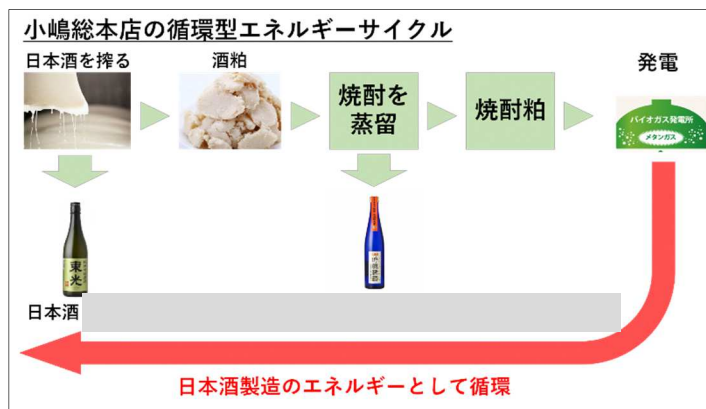 小嶋総本店の循環型エネルギーサイクル
日本酒を搾る
酒粕
焼酎を
蒸留
焼酎粕
発電
バイオガス発電所
メタンガス
東光
日本酒
日本酒製造のエネルギーとして循環